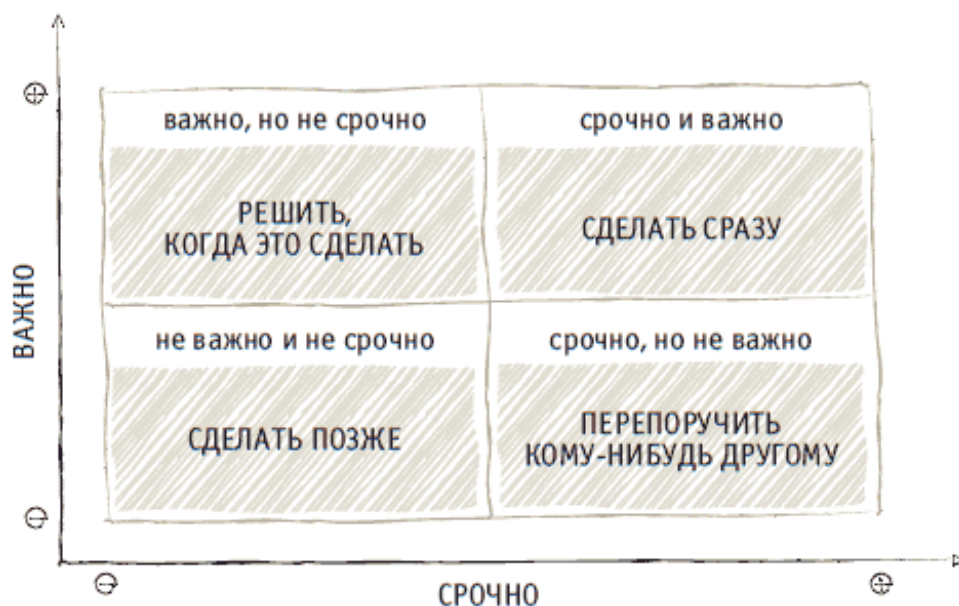 важно, но не срочно
РЕШИТЬ,
КОГДА ЭТО СДЕЛАТЬ
срочно и важно
СДЕЛАТЬ СРАЗУ
не важно и не срочно
СДЕЛАТЬ ПОЗЖЕ
срочно, но не важно
ПЕРЕПОРУЧИТЬ
КОМУ-НИБУДЬ ДРУГОМУ
ВАЖНО
СРОЧНО